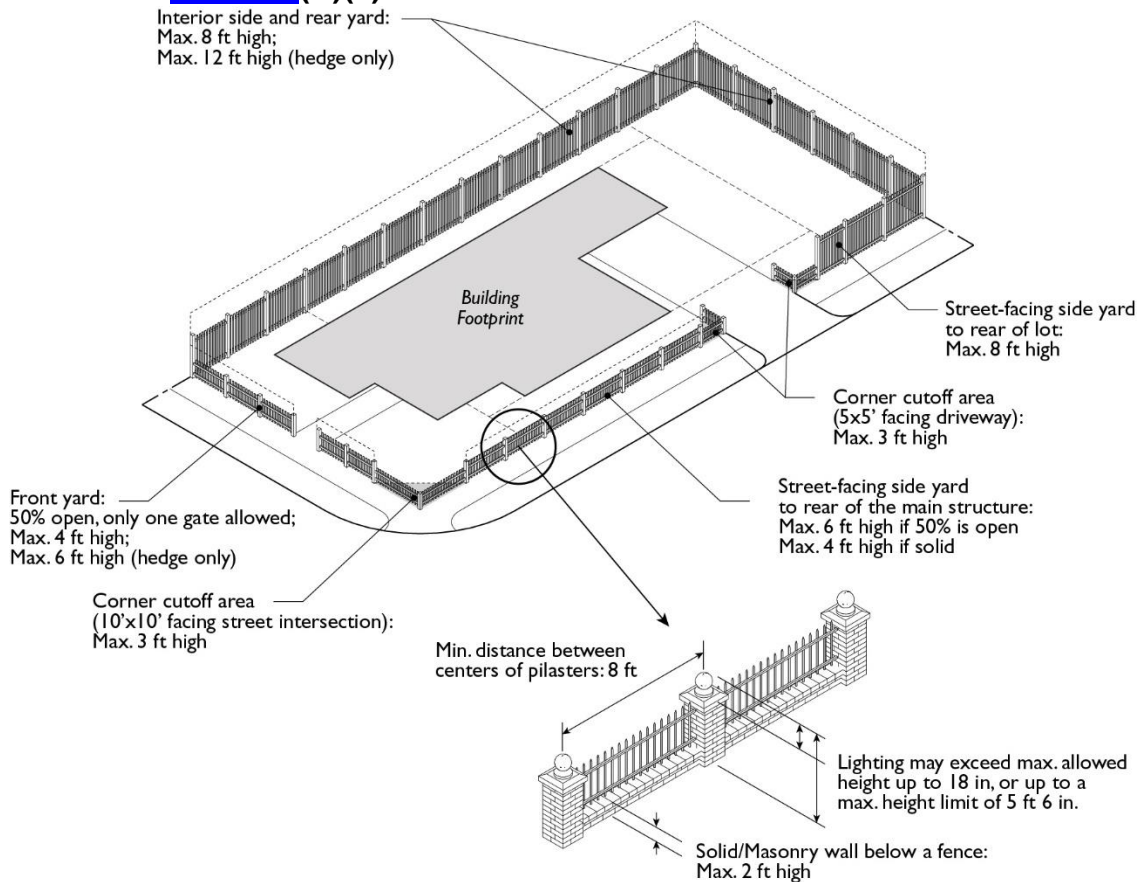 Interior side and rear yard:
Max. 8 ft high;
Max. 12 ft high (hedge only)
Building
Footprint
Street-facing side yard
to rear of lot:
Max. 8 ft high
Corner cutoff area
(5x5' facing driveway):
Max. 3 ft high
Front yard:
50% open, only one gate allowed;
Max. 4 ft high;
Max. 6 ft high (hedge only)
Street-facing side yard
to rear of the main structure:
Max. 6 ft high if 50% is open
Max. 4 ft high if solid
Corner cutoff area
(10'x10' facing street intersection):
Max. 3 ft high
Min. distance between
centers of pilasters: 8 ft
Lighting may exceed max. allowed
height up to 18 in, or up to a
max. height limit of 5 ft 6 in.
Solid/Masonry wall below a fence:
Max. 2 ft high